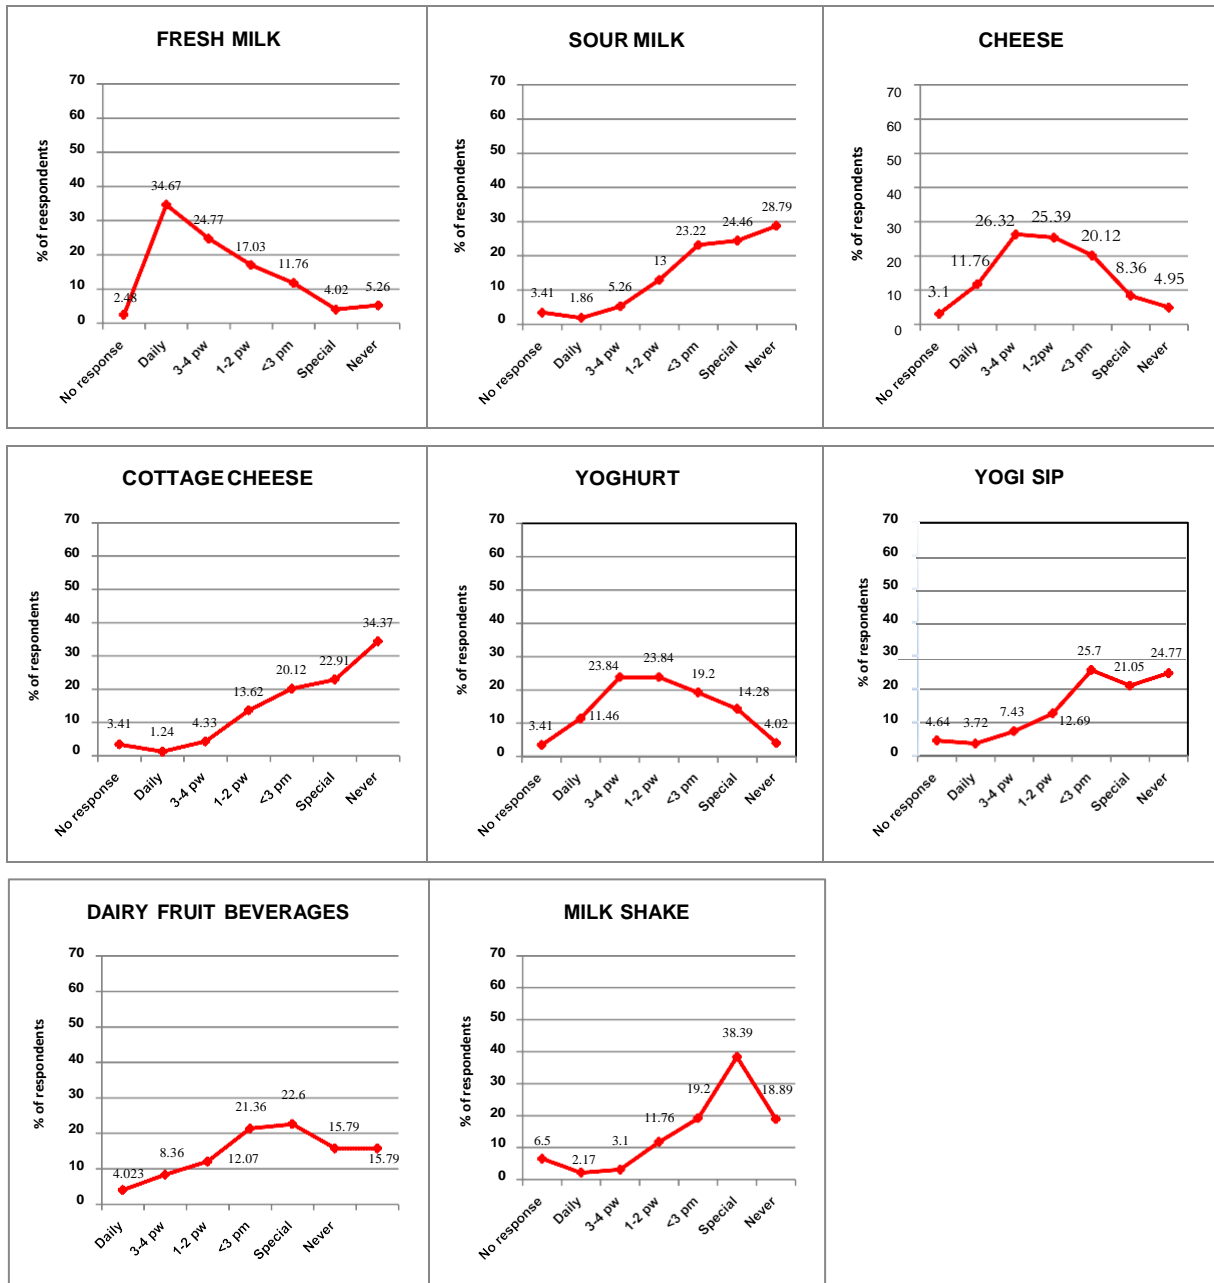 FRESH MILK
% of reespondents
70
60
50
40
30
20
10
0
2.48
34.67
24.77
17.03
11.76
4.02
5.26
No response
Daily
3-4 pw
1-2 pw
<3 pm
Special
Never
SOUR MILK
% of respondents
70
60
50
40
30
20
10
0
3.41
1.86
5.26
13
23.22
24.46
28.79
No response
Daily
3-4 pw
1-2 pw
<3 pm
Special
Never
CHEESE
% of respondents
70
60
50
40
30
20
10
0
3.1
11.76
26.32
25.39
20.12
8.36
4.95
No response
Daily
3-4 pw
1-2pw
<3 pm
Special
Never
COTTAGE CHEESE
% of respondents
70
60
50
40
30
20
10
0
3.41
1.24
4.33
13.62
20.12
22.91
34.37
No response
Daily
3-4 pw
1-2 pw
<3 pm
Special
Never
YOGHURT
% of respondents
70
60
50
40
30
20
10
0
3.41
11.46
23.84
23.84
19.2
14.28
4.02
No response
Daily
3-4 pw
1-2 pw
<3 pm
Special
Never
YOGI SIP
% of respondents
70
60
50
40
30
20
10
0
4.64
3.72
7.43
12.69
25.7
21.05
24.77
No response
Daily
3-4 pw
1-2 pw
<3 pm
Special
Never
DAIRY FRUIT BEVERAGES
% of respondents
70
60
50
40
30
20
10
0
4.023
8.36
12.07
21.36
22.6
15.79
15.79
Daily
3-4 pw
1-2 pw
<3 pm
Special
Never
MILK SHAKE
% of respondents
70
60
50
40
30
20
10
0
6.5
2.17
3.1
11.76
19.2
38.39
18.89
No response
Daily
3-4 pw
1-2 pw
<3 pm
Special
Never